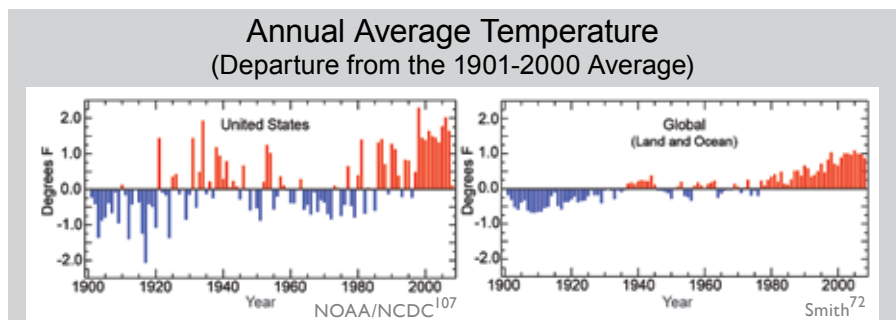 Annual Average Temperature
(Departure from the 1901-2000 Average)
United States
Degrees F
2.0
1.0
0.0
-1.0
-2.0
1900 1920 1940 1960 1980 2000
Year
NOAA/NCDC107
Global
(Land and Ocean)
Degrees F
2.0
1.0
0.0
-1.0
-2.0
1900 1920 1940 1960 1980 2000
Year
Smith72